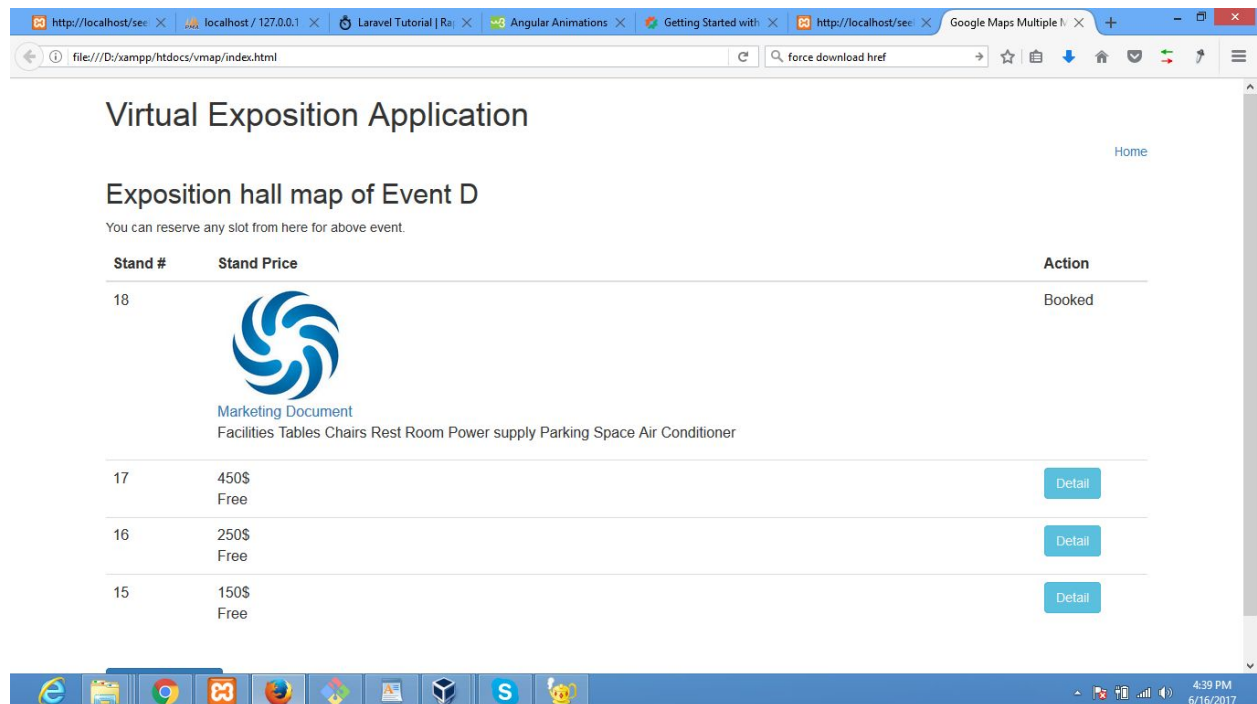 http://localhost/see
localhost / 127.0.0.1
Laravel Tutorial | Ra
Angular Animations
Getting Started with
http://localhost/see
Google Maps Multiple
file:///D:/xampp/htdocs/vmap/index.html
force download href
Virtual Exposition Application
Home
Exposition hall map of Event D
You can reserve any slot from here for above event.
Stand # Stand Price Action
18 Booked
Marketing Document
Facilities Tables Chairs Rest Room Power supply Parking Space Air Conditioner
17 450$ Detail
Free
16 250$ Detail
Free
15 150$ Detail
Free
4:39 PM
6/16/2017